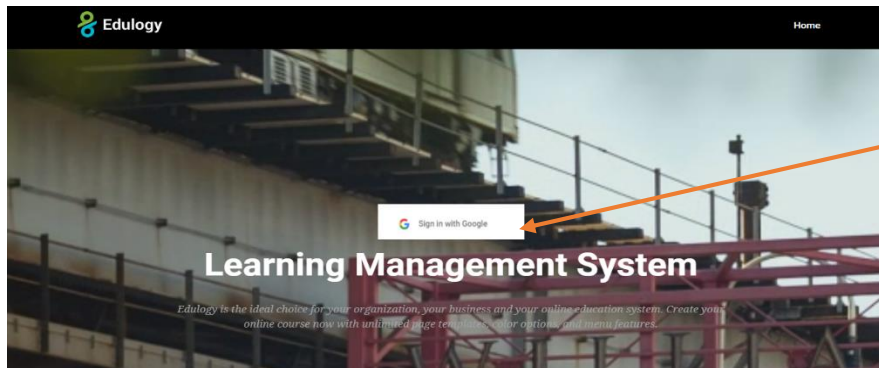 Edulogy
Home
Sign in with Google
Learning Management System
Edulogy is the ideal choice for your organization, your business and your online education system. Create your
online course now with unlimited page templates, color options, and menu features.